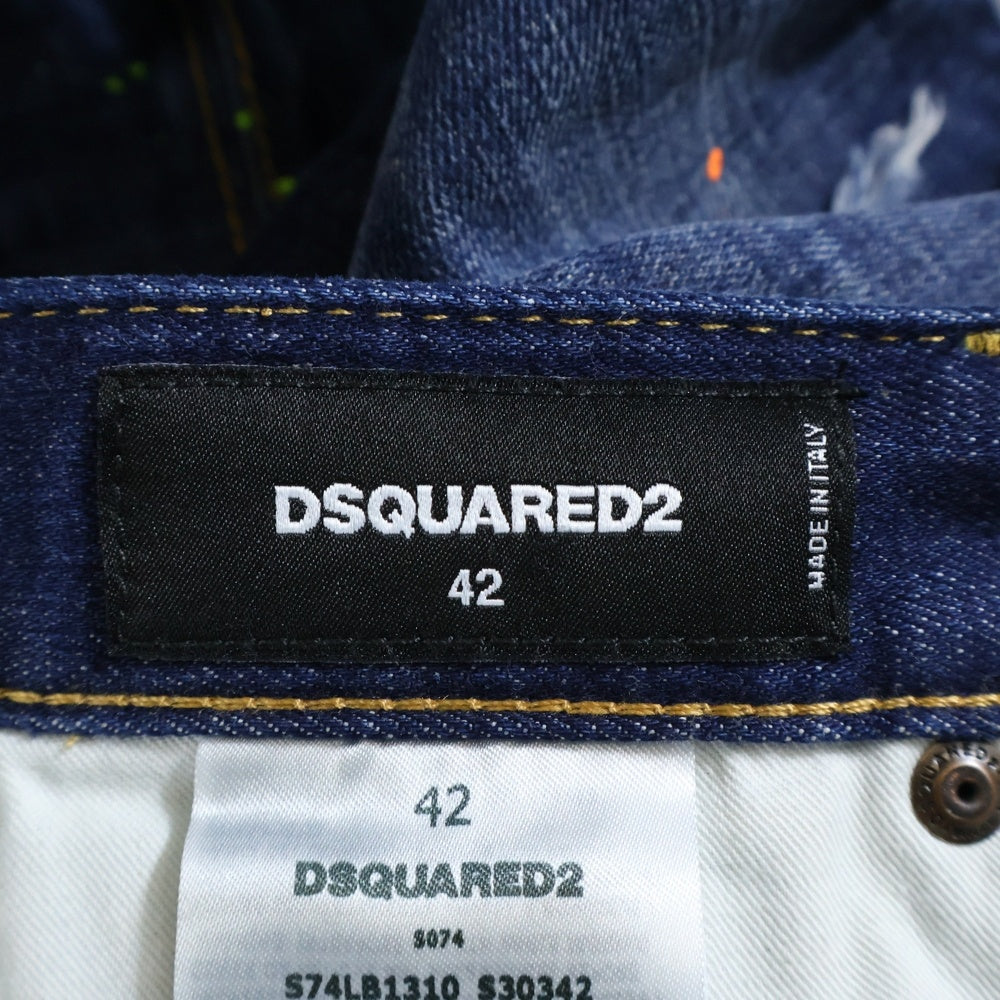 DSQUARED2
42
MADE IN ITALY
42
DSQUARED2
S074
S74LB1310 S30342